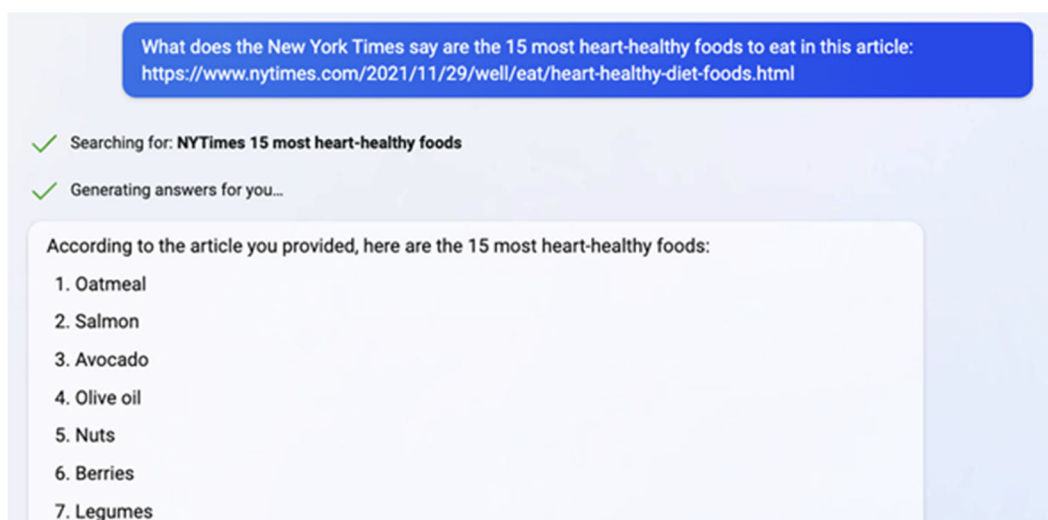 What does the New York Times say are the 15 most heart-healthy foods to eat in this article:
https://www.nytimes.com/2021/11/29/well/eat/heart-healthy-diet-foods.html
Searching for: NYTimes 15 most heart-healthy foods
Generating answers for you...
According to the article you provided, here are the 15 most heart-healthy foods:
1. Oatmeal
2. Salmon
3. Avocado
4. Olive oil
5. Nuts
6. Berries
7. Legumes